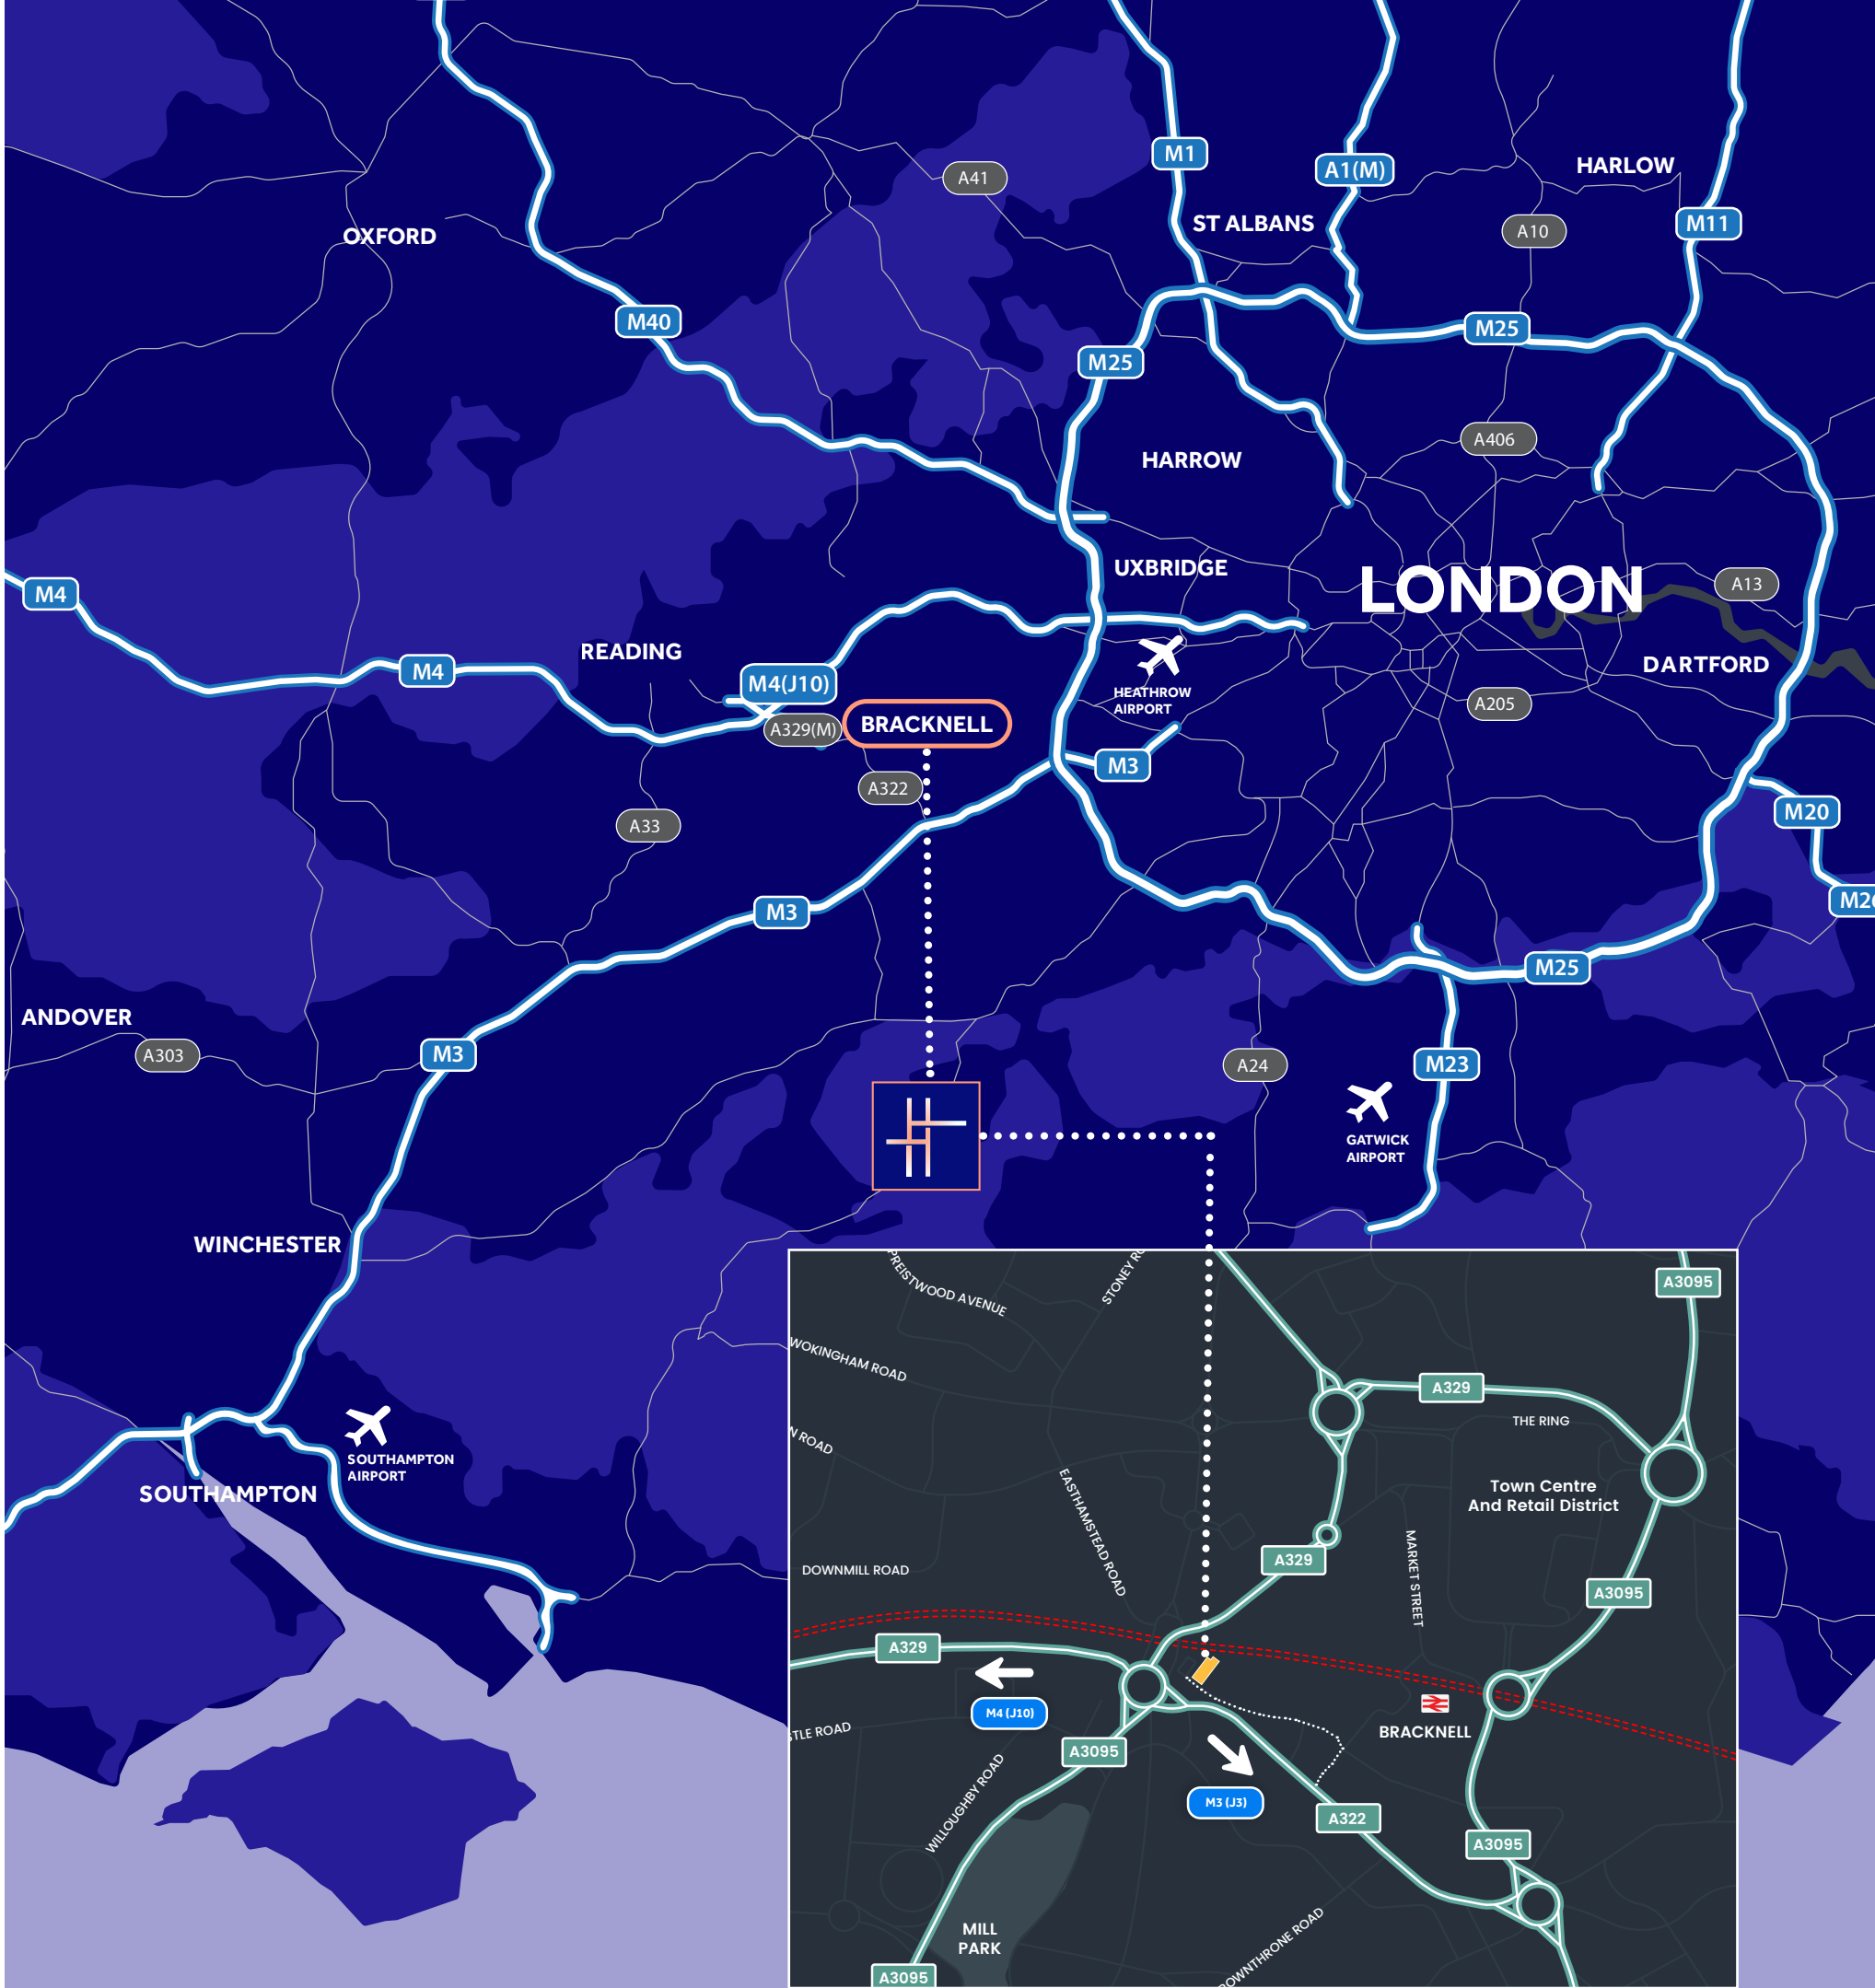 M1
A1(M)
HARLOW
A41
ST ALBANS
M11
A10
OXFORD
M40
M25
M25
A406
HARROW
UXBRIDGE
LONDON
A13
M4
READING
M4
M4(J10)
HEATHROW
AIRPORT
DARTFORD
A205
A329(M)
BRACKNELL
M3
A322
A33
M20
M3
M25
ANDOVER
A303
M3
A24
M23
GATWICK
AIRPORT
WINCHESTER
SOUTHAMPTON
AIRPORT
SOUTHAMPTON
PREISTWOOD AVENUE
STONEY
A3095
WOKINGHAM ROAD
A329
THE RING
ROAD
EASTHAMSTEAD ROAD
Town Centre
And Retail District
DOWNMILL ROAD
A329
MARKET STREET
A3095
A329
M4 (J10)
BRACKNELL
ROAD
A3095
WILLOUGHBY ROAD
M3 (J3)
A322
A3095
MILL
PARK
ROAD
A3095